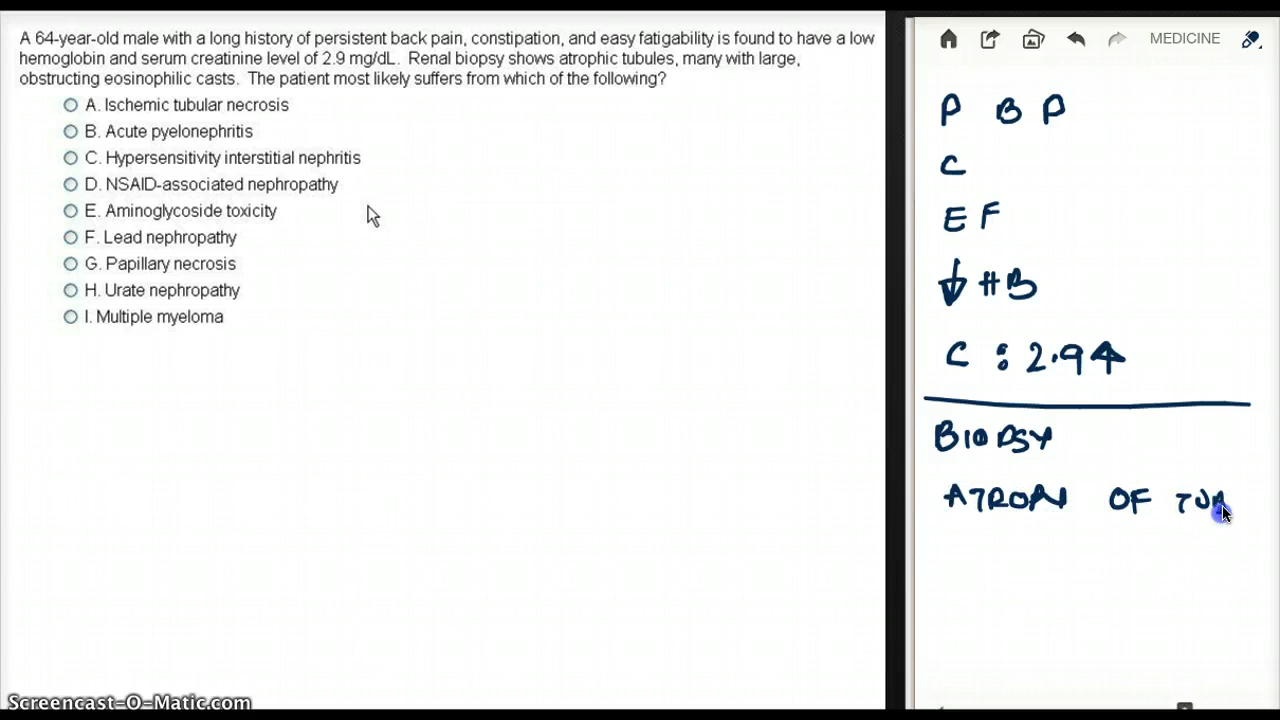 A 64-year-old male with a long history of persistent back pain, constipation, and easy fatigability is found to have a low
hemoglobin and serum creatinine level of 2.9 mg/dL. Renal biopsy shows atrophic tubules, many with large,
obstructing eosinophilic casts. The patient most likely suffers from which of the following?
A. Ischemic tubular necrosis
B. Acute pyelonephritis
C. Hypersensitivity interstitial nephritis
D. NSAID-associated nephropathy
E. Aminoglycoside toxicity
F. Lead nephropathy
G. Papillary necrosis
H. Urate nephropathy
I. Multiple myeloma
MEDICINE
P B P
C
E F
↓ HB
C : 2.9 ↑
BIOPSY
OF
Screencast-O-Matic.com